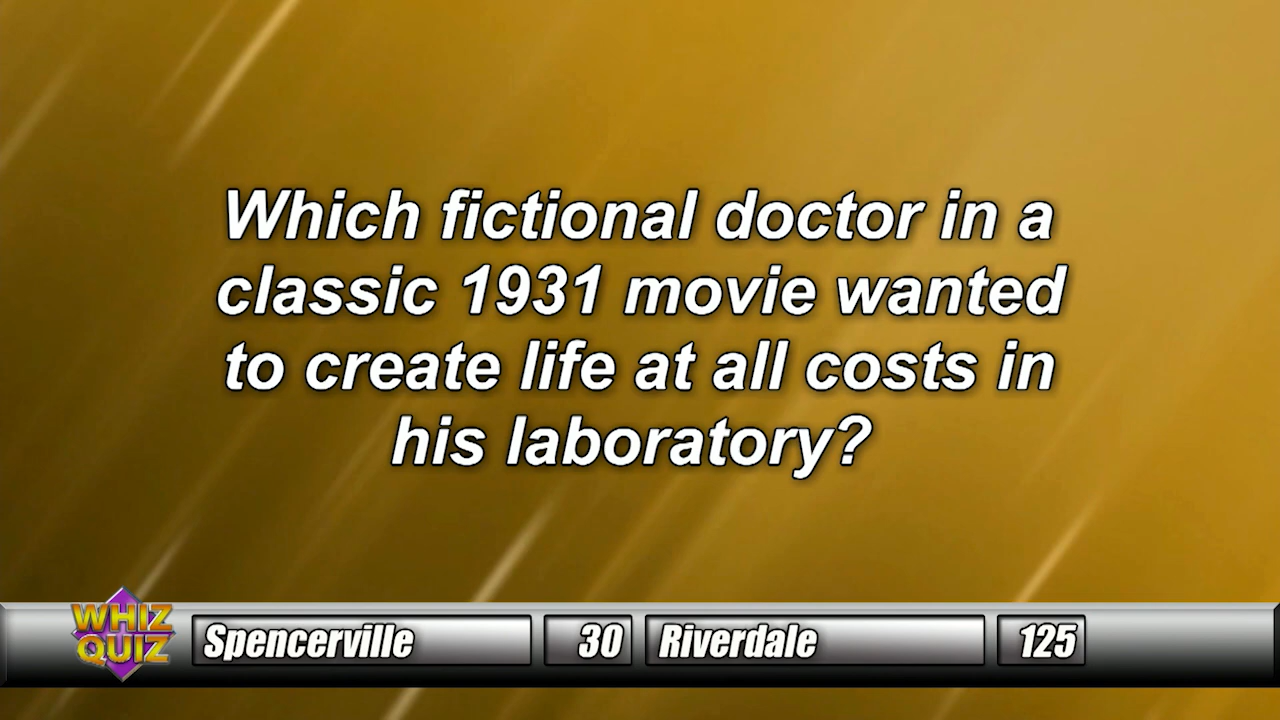 Which fictional doctor in a
classic 1931 movie wanted
to create life at all costs in
his laboratory?
WHIZ
QUIZ
Spencerville 30 Riverdale 125